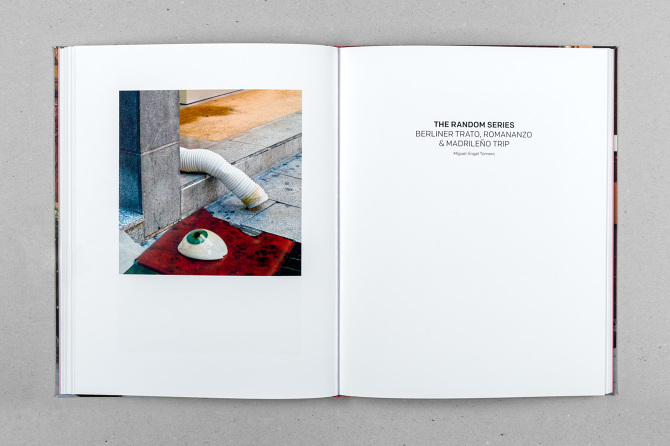 THE RANDOM SERIES
BERLINER TRATO, ROMANANZO
& MADRILEÑO TRIP
Miguel Ángel Tornero